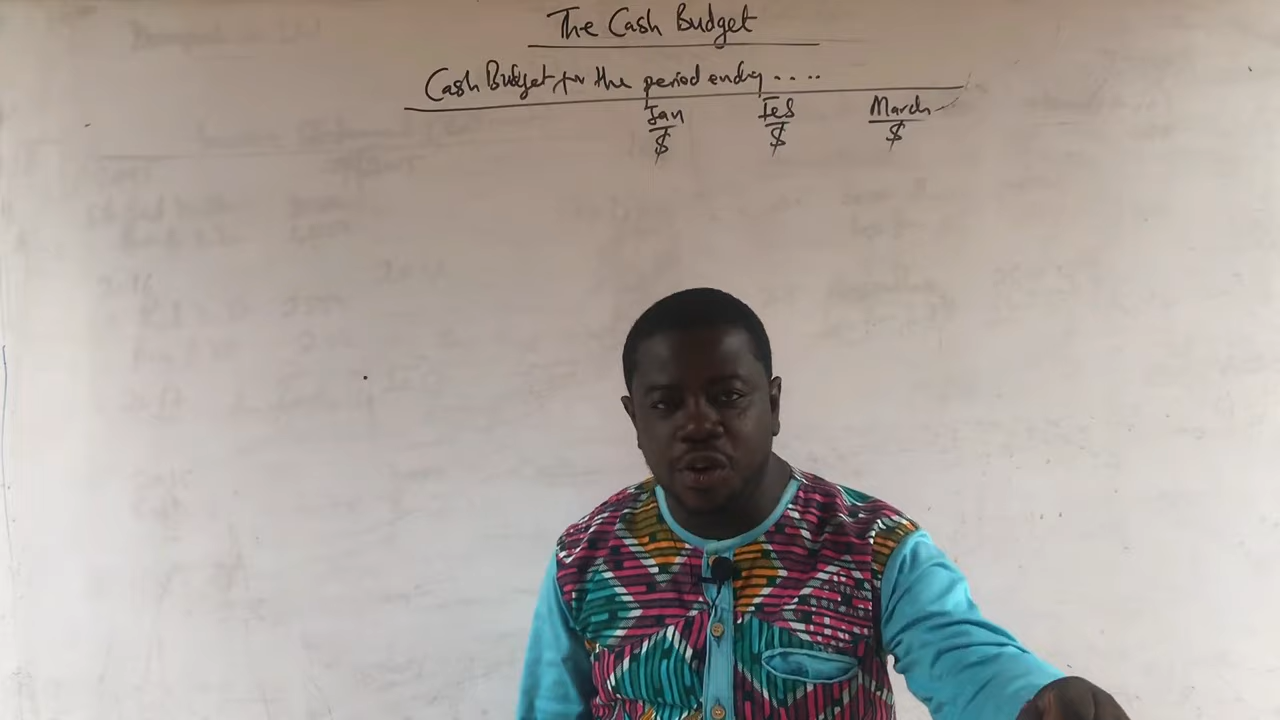 The Cash Budget
Cash Budget for the period ending ....
Jan Feb March
$ $ $